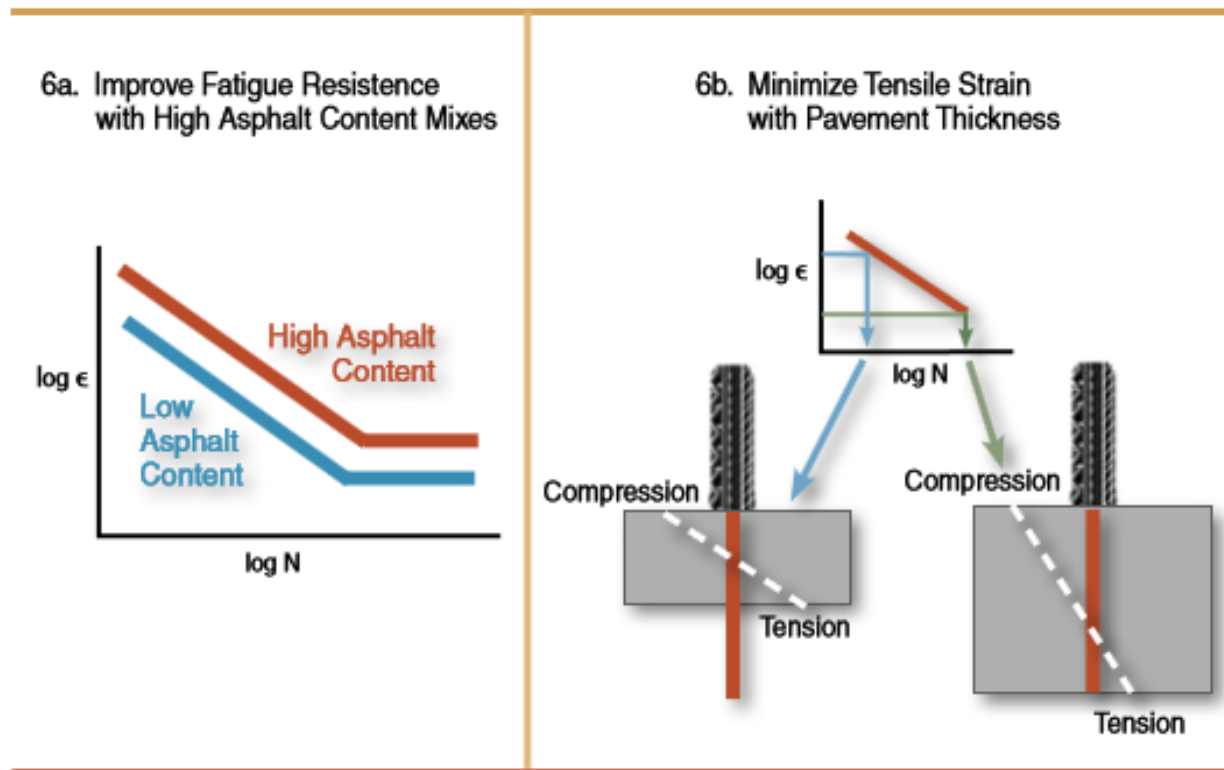 6a. Improve Fatigue Resistence
with High Asphalt Content Mixes
log ϵ
High Asphalt
Content
Low
Asphalt
Content
log N
6b. Minimize Tensile Strain
with Pavement Thickness
log ϵ
log N
Compression
Tension
Compression
Tension